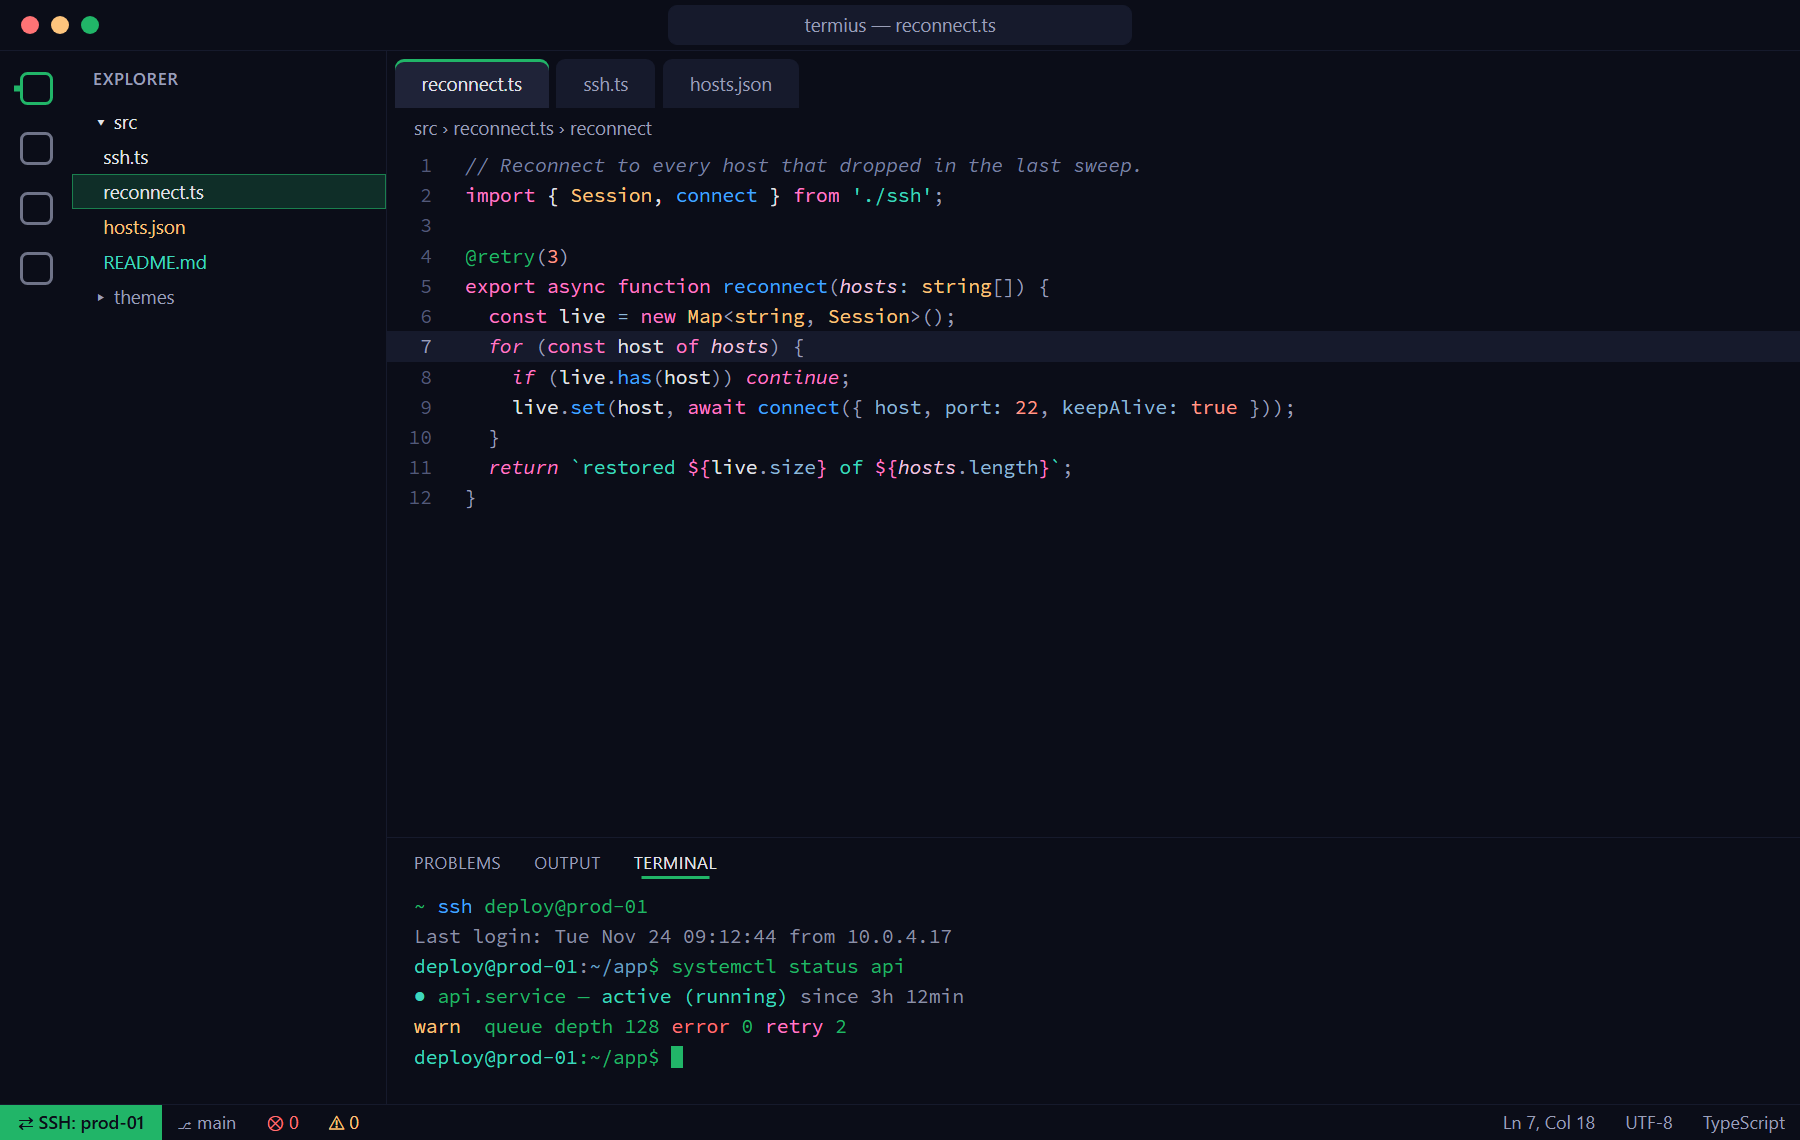 termius — reconnect.ts
EXPLORER
▾ src
ssh.ts
reconnect.ts
hosts.json
README.md
▸ themes
reconnect.ts
ssh.ts
hosts.json
src › reconnect.ts › reconnect
1 // Reconnect to every host that dropped in the last sweep.
2 import { Session, connect } from './ssh';
3
4 @retry(3)
5 export async function reconnect(hosts: string[]) {
6   const live = new Map<string, Session>();
7   for (const host of hosts) {
8     if (live.has(host)) continue;
9     live.set(host, await connect({ host, port: 22, keepAlive: true }));
10   }
11   return `restored ${live.size} of ${hosts.length}`;
12 }
PROBLEMS OUTPUT TERMINAL
~ ssh deploy@prod-01
Last login: Tue Nov 24 09:12:44 from 10.0.4.17
deploy@prod-01:~/app$ systemctl status api
● api.service — active (running) since 3h 12min
warn  queue depth 128 error 0 retry 2
deploy@prod-01:~/app$
⇄ SSH: prod-01
⎇ main
⊗ 0
⚠ 0
Ln 7, Col 18
UTF-8
TypeScript